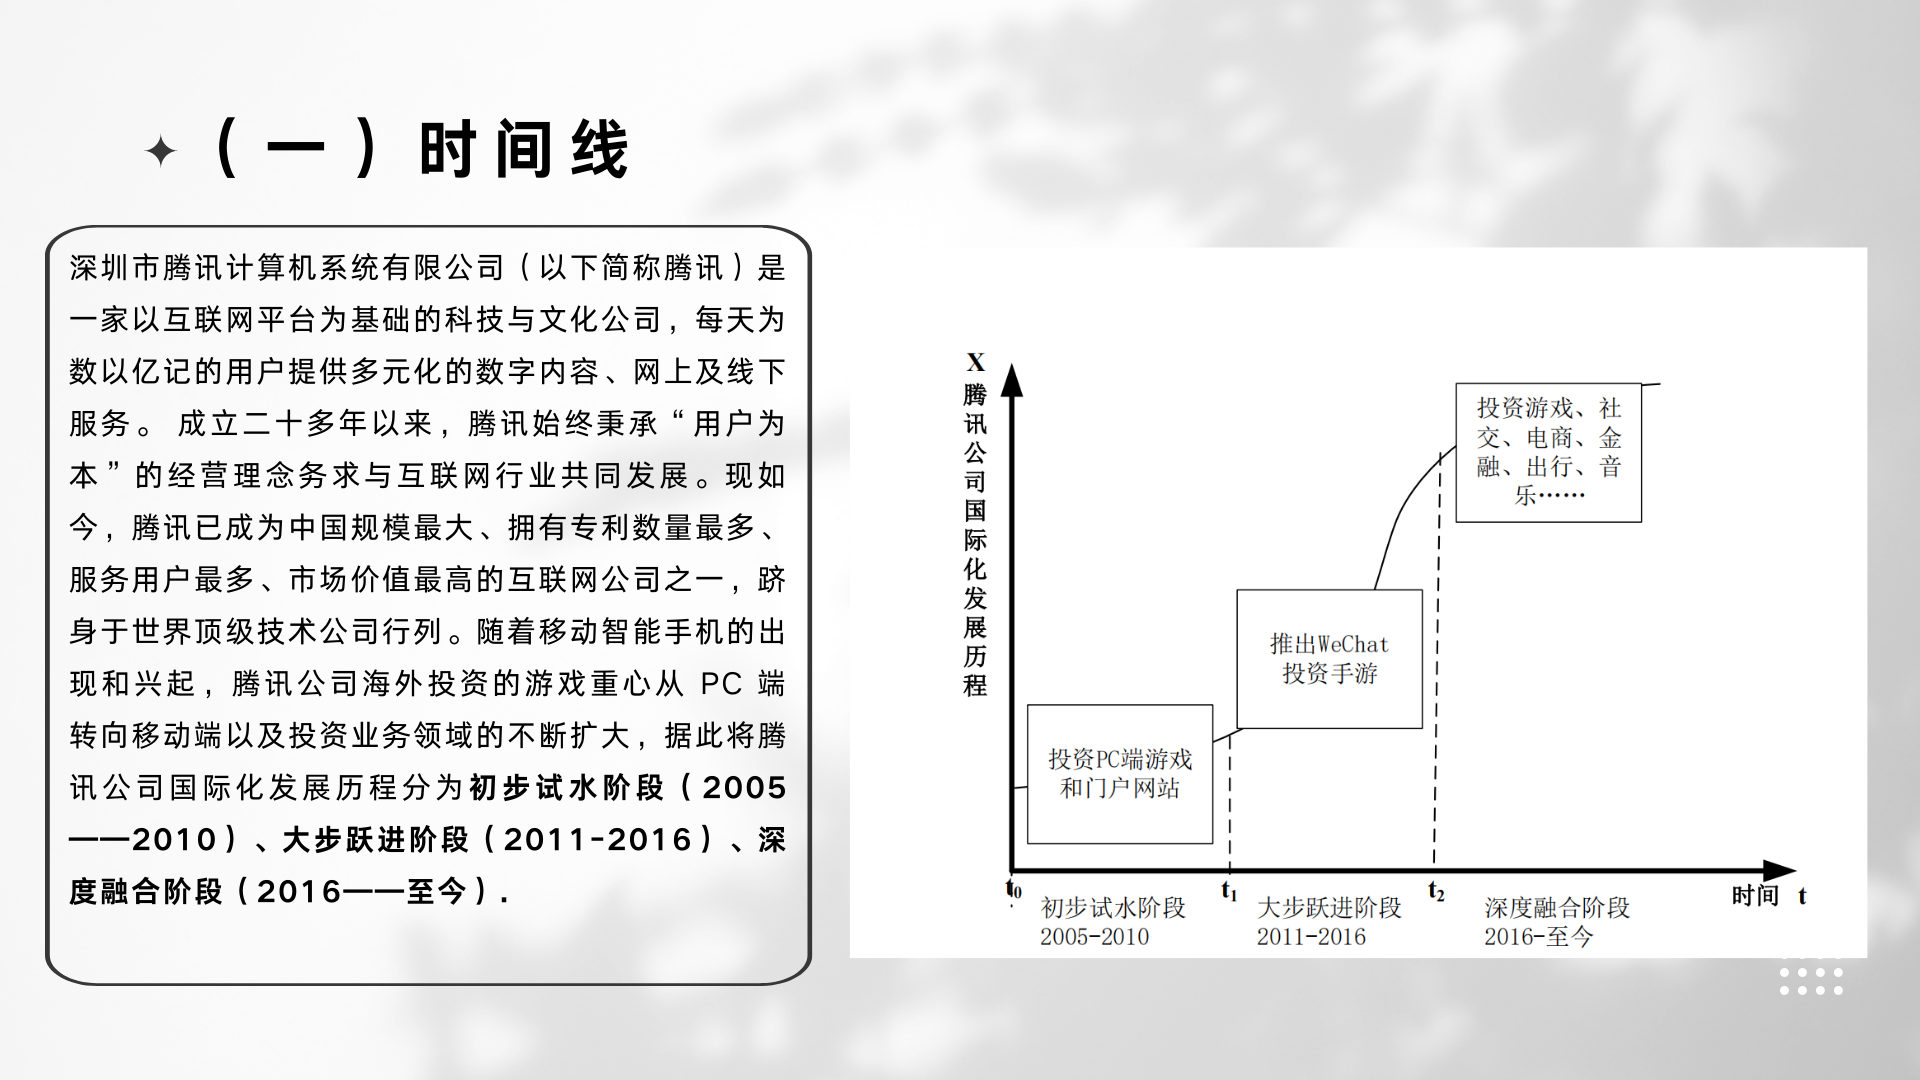 （一）时间线
深圳市腾讯计算机系统有限公司（以下简称腾讯）是
一家以互联网平台为基础的科技与文化公司，每天为
数以亿记的用户提供多元化的数字内容、网上及线下
服务。 成立二十多年以来，腾讯始终秉承“用户为
本”的经营理念务求与互联网行业共同发展。现如
今，腾讯已成为中国规模最大、拥有专利数量最多、
服务用户最多、市场价值最高的互联网公司之一，跻
身于世界顶级技术公司行列。随着移动智能手机的出
现和兴起，腾讯公司海外投资的游戏重心从 PC 端
转向移动端以及投资业务领域的不断扩大，据此将腾
讯公司国际化发展历程分为初步试水阶段（2005
——2010）、大步跃进阶段（2011-2016）、深
度融合阶段（2016——至今）.
X
腾讯公司国际化发展历程
投资游戏、社
交、电商、金
融、出行、音
乐……
推出WeChat
投资手游
投资PC端游戏
和门户网站
t0
t1
t2
时间 t
初步试水阶段
2005-2010
大步跃进阶段
2011-2016
深度融合阶段
2016-至今